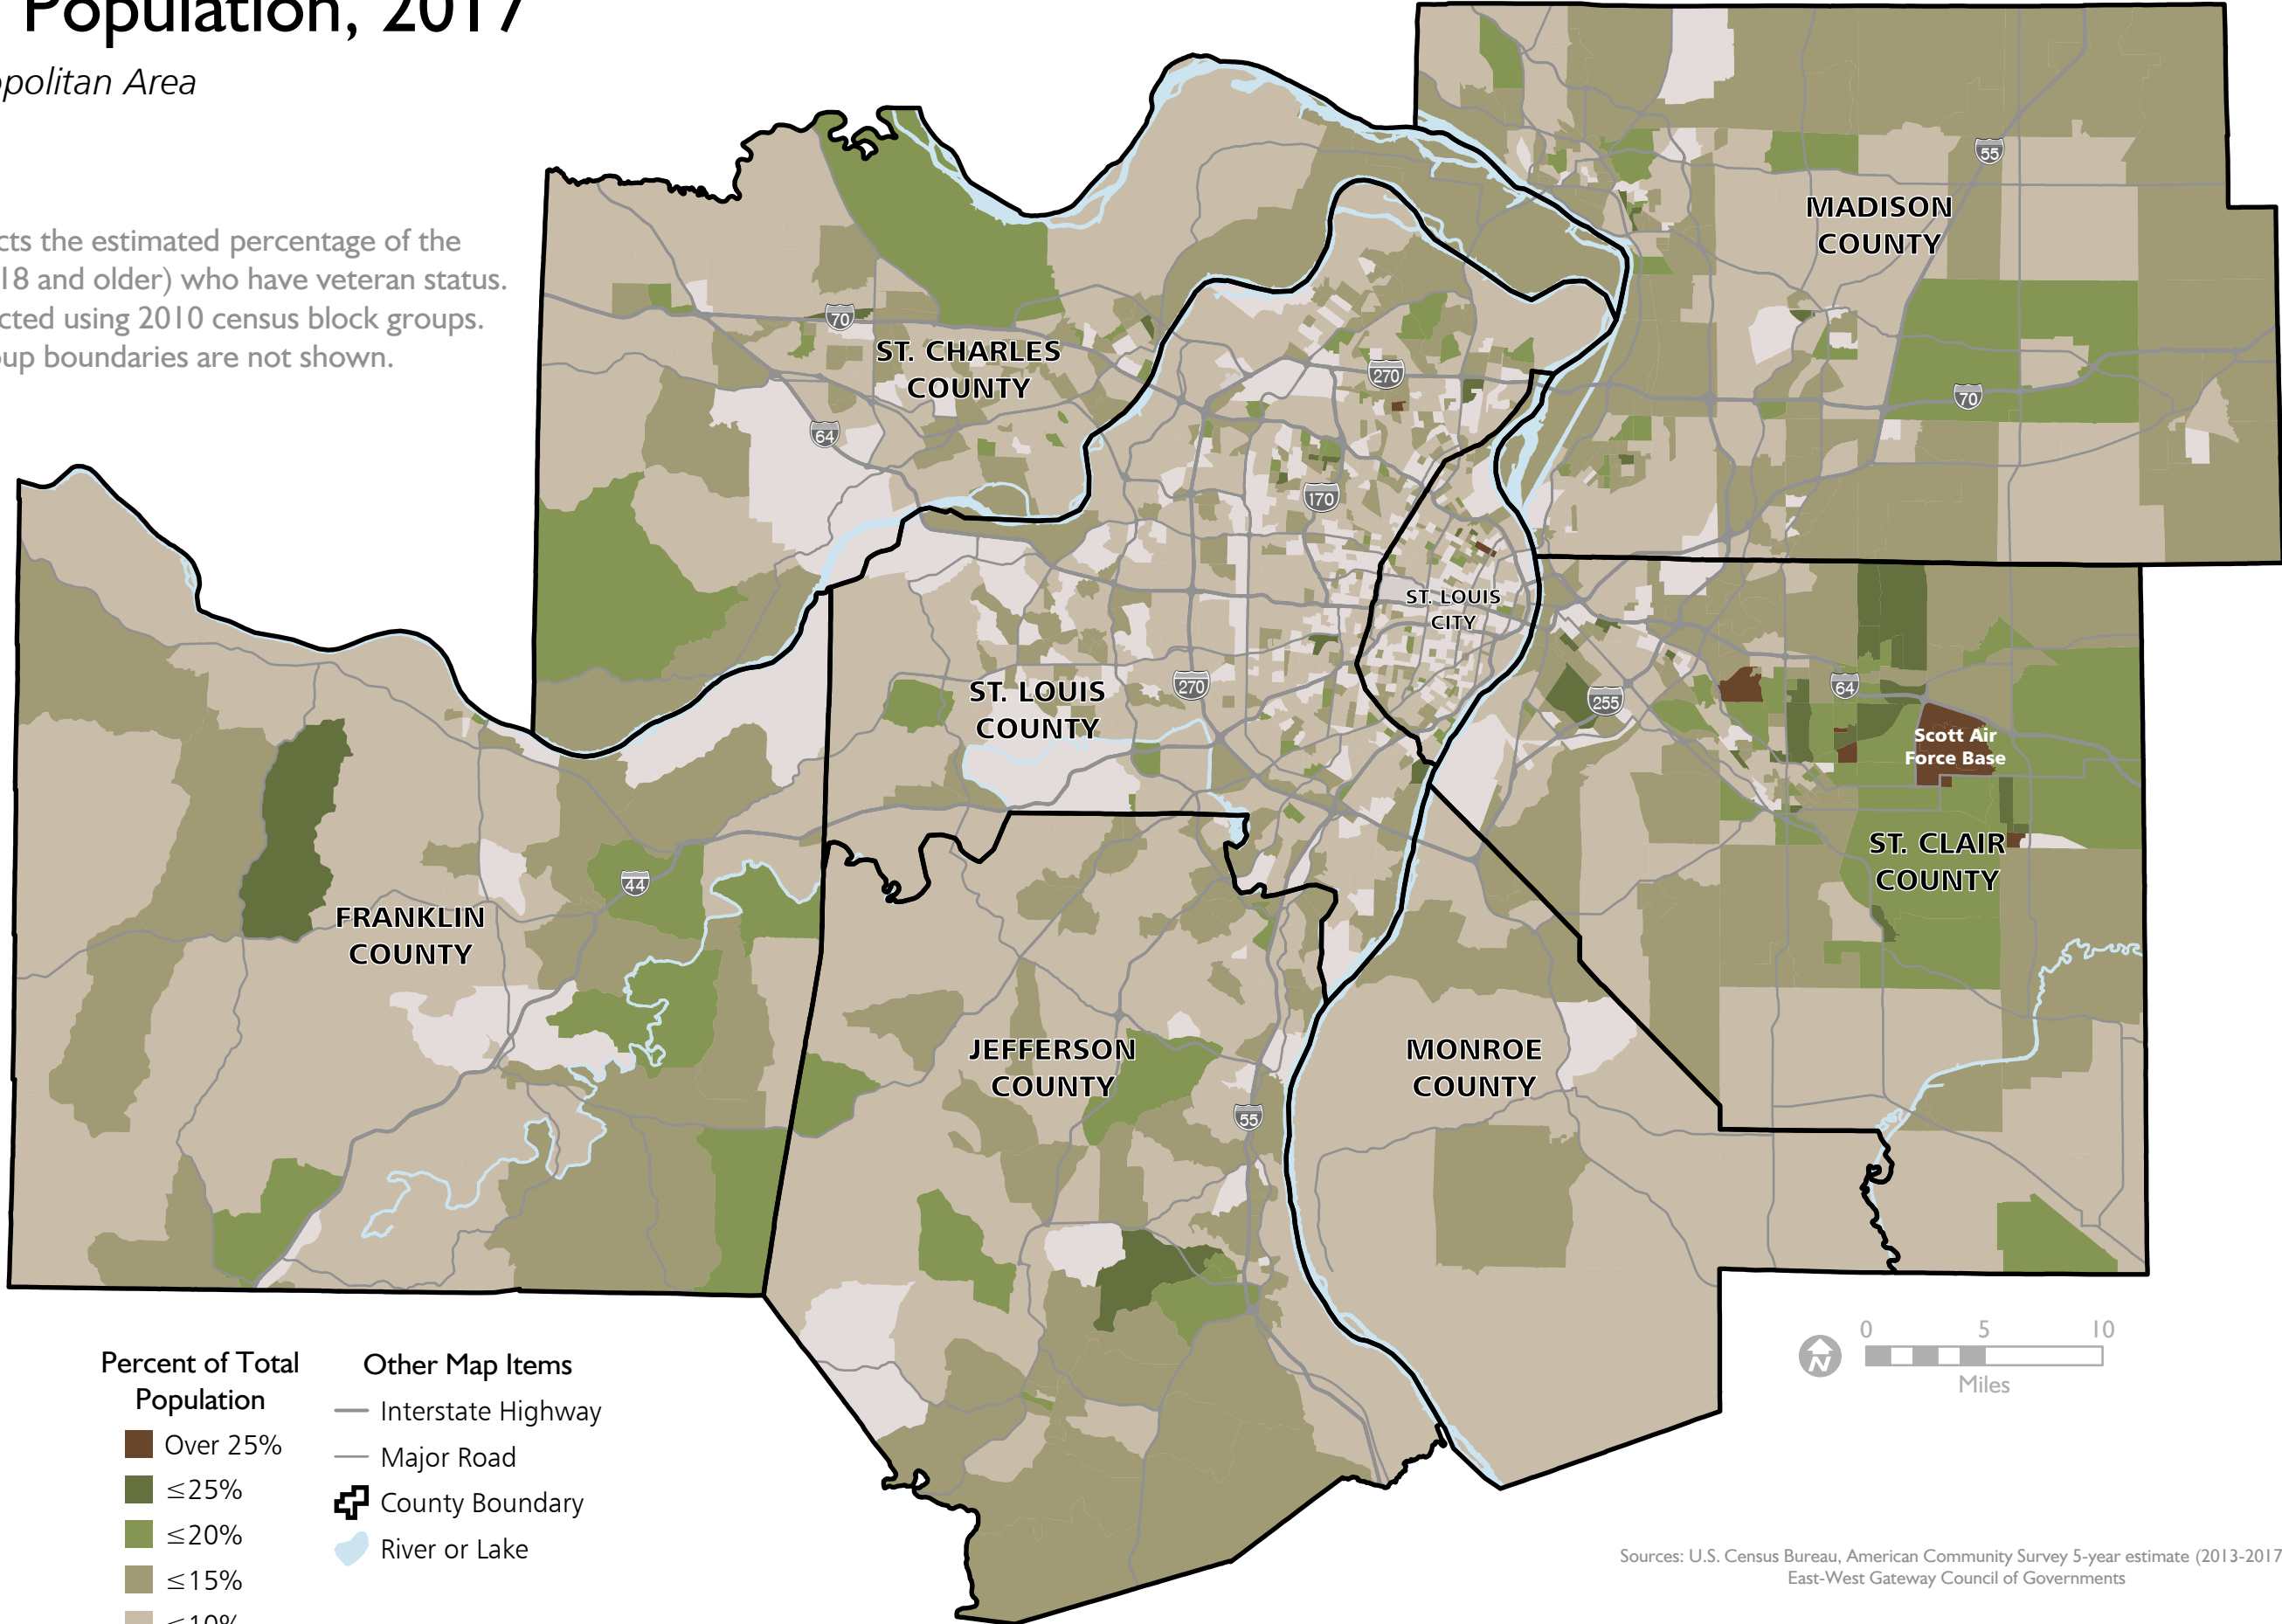 Population, 2017
politan Area
cts the estimated percentage of the
18 and older) who have veteran status.
cted using 2010 census block groups.
oup boundaries are not shown.
55
MADISON
COUNTY
70
ST. CHARLES
COUNTY
270
70
64
170
ST. LOUIS
CITY
ST. LOUIS
COUNTY
270
255
64
Scott Air
Force Base
ST. CLAIR
COUNTY
44
FRANKLIN
COUNTY
JEFFERSON
COUNTY
MONROE
COUNTY
55
0 5 10
N
Miles
Percent of Total
Population
Over 25%
≤25%
≤20%
≤15%
≤10%
Other Map Items
Interstate Highway
Major Road
County Boundary
River or Lake
Sources: U.S. Census Bureau, American Community Survey 5-year estimate (2013-2017
East-West Gateway Council of Governments